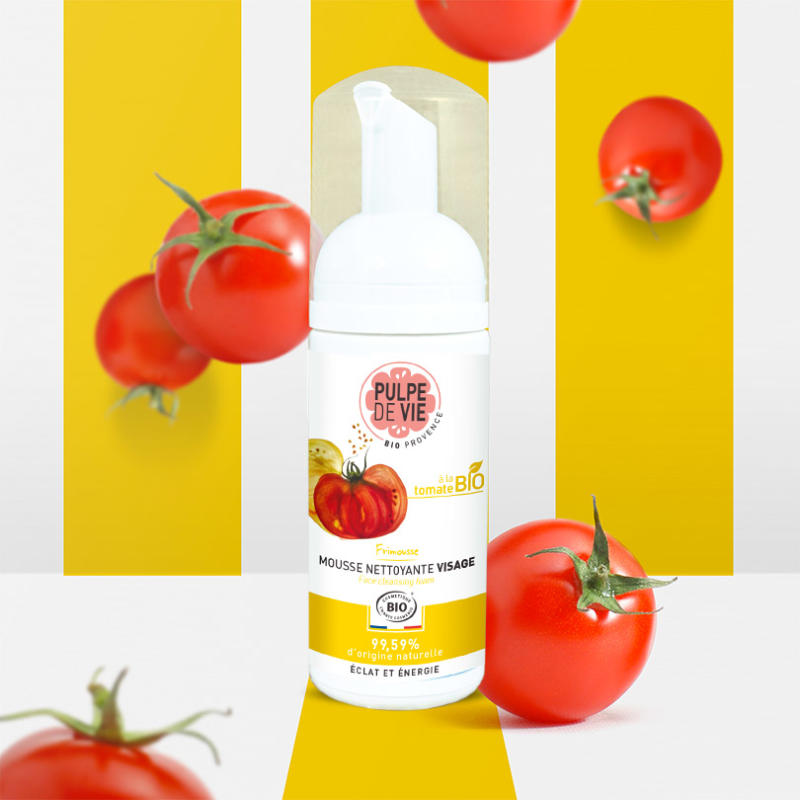 PULPE
DE VIE
BIO PROVENCE
à la
tomate BIO
Frimousse
MOUSSE NETTOYANTE VISAGE
Face cleansing foam
COSMETIQUE
BIO
99,59%
d'origine naturelle
ÉCLAT ET ÉNERGIE